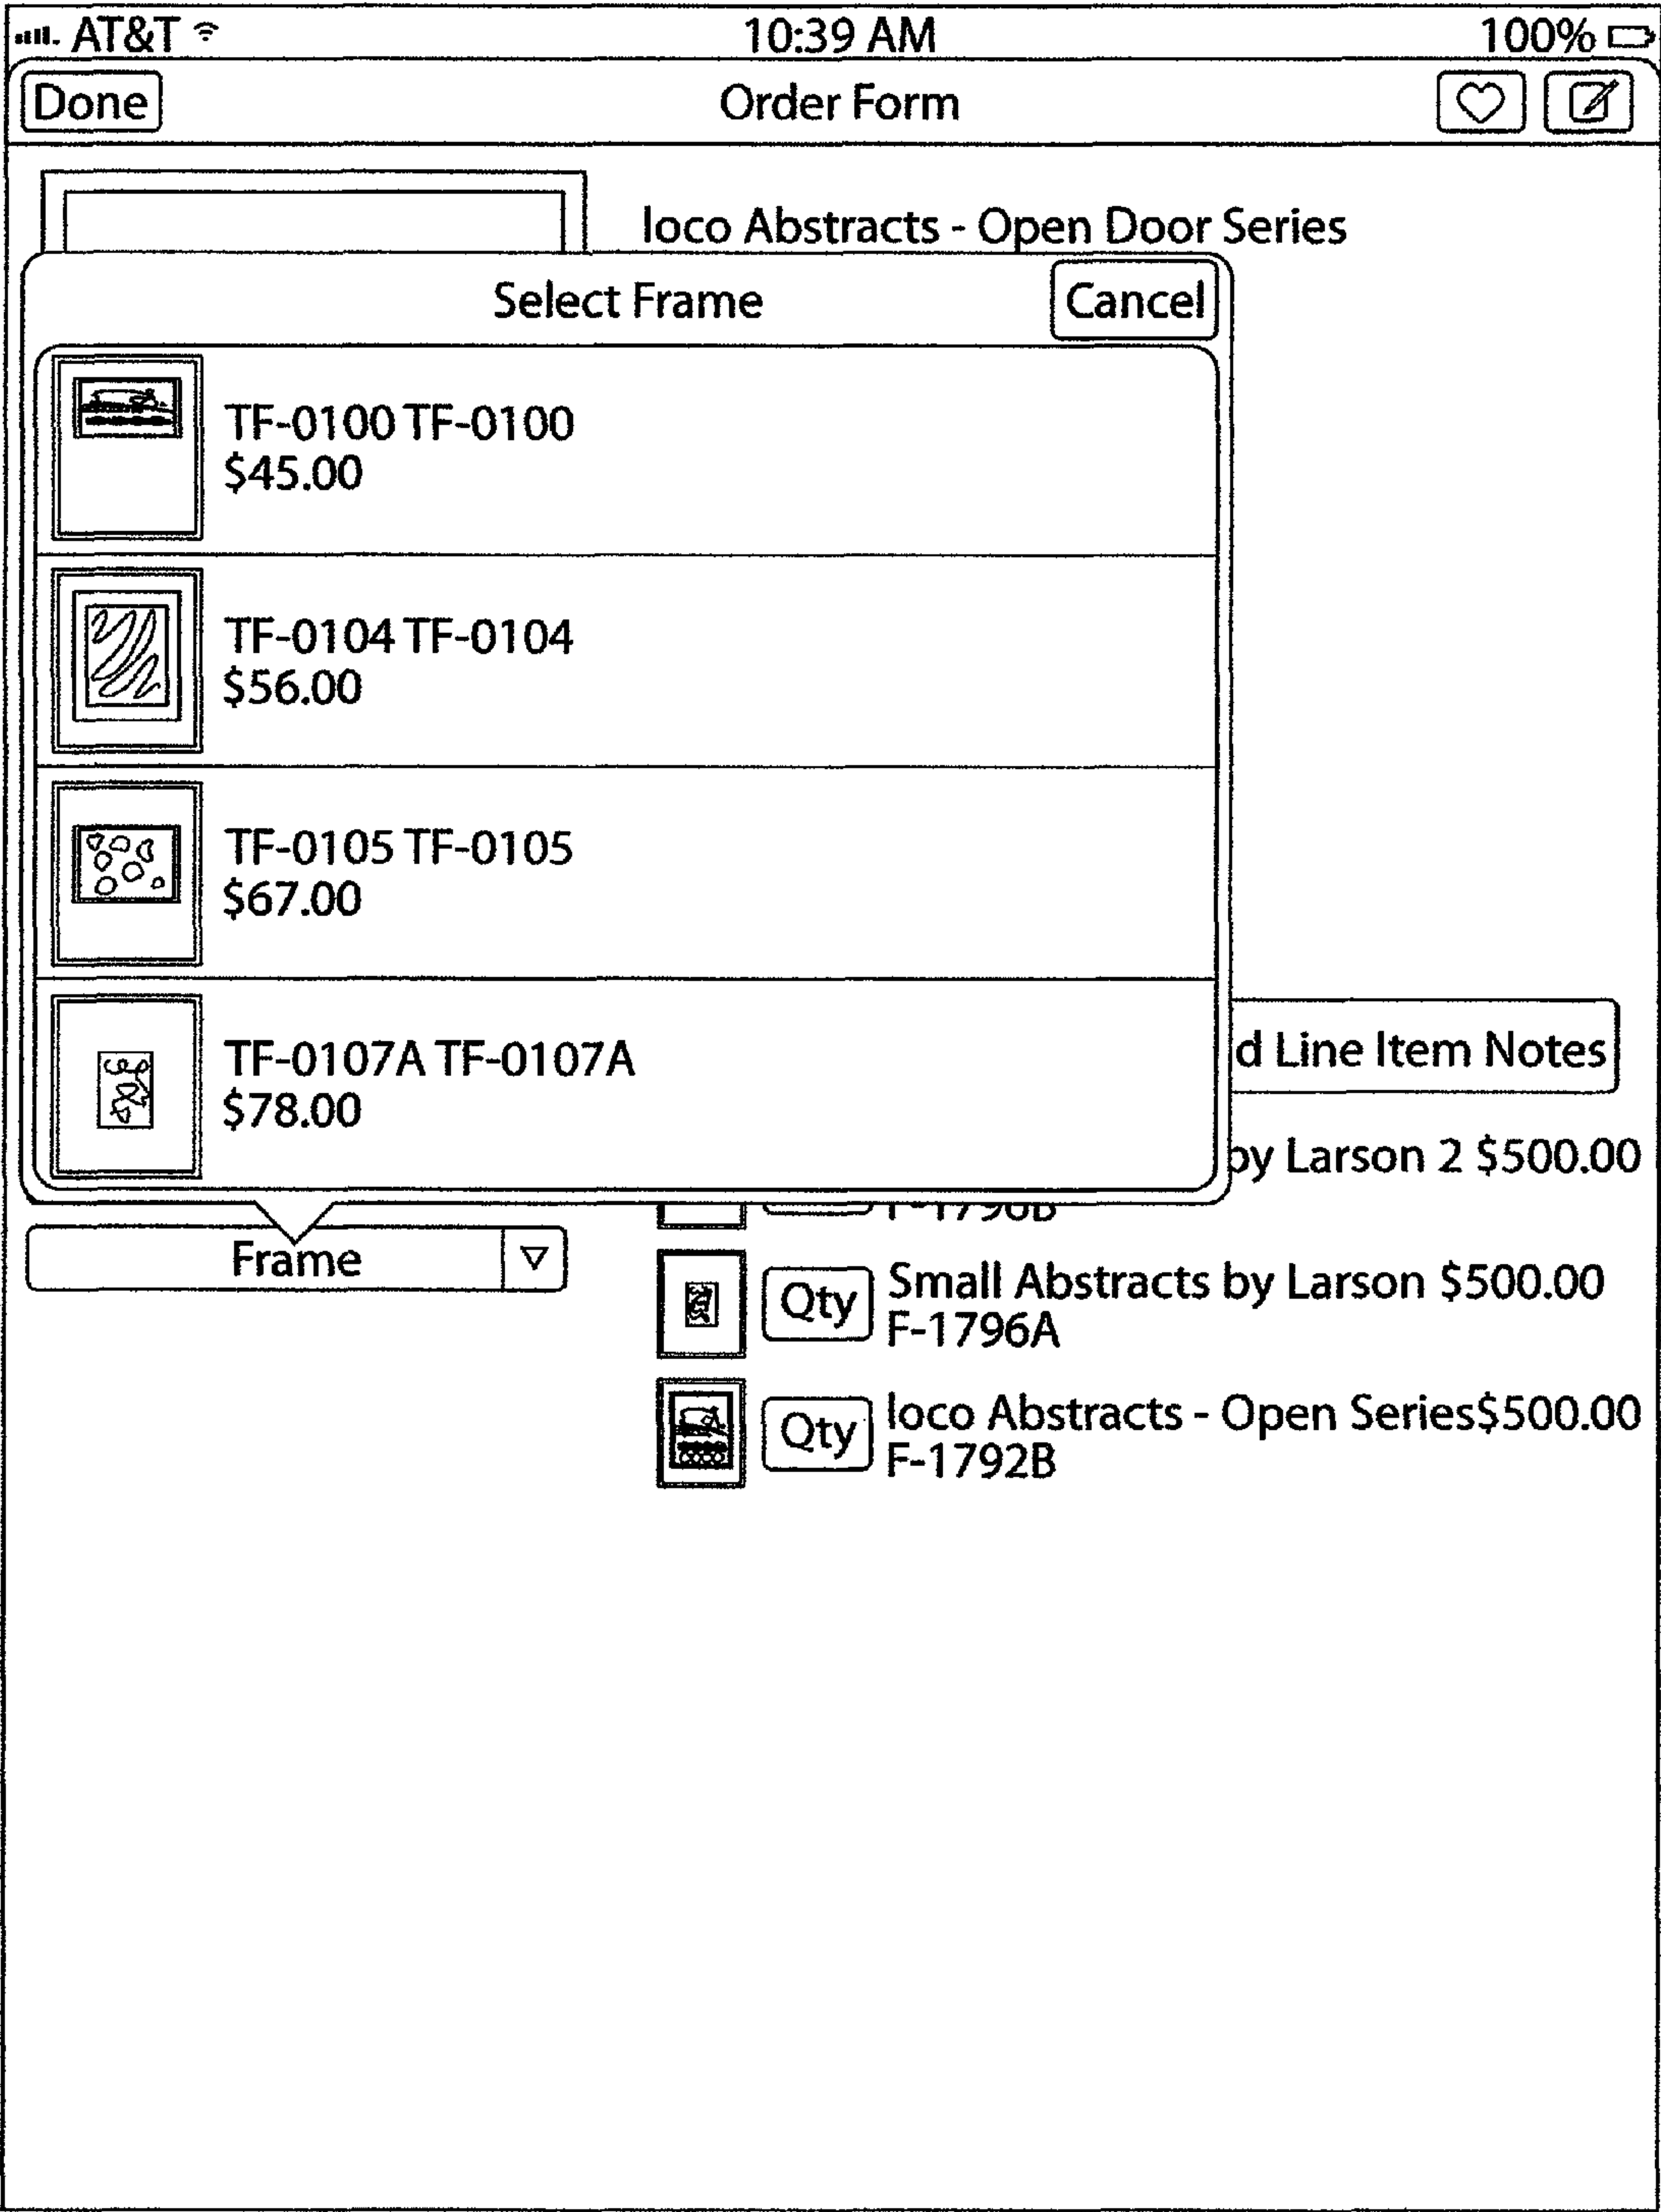 AT&T 10:39 AM 100%
Done Order Form
loco Abstracts - Open Door Series
Select Frame Cancel
TF-0100 TF-0100
$45.00
TF-0104 TF-0104
$56.00
TF-0105 TF-0105
$67.00
TF-0107A TF-0107A
$78.00
d Line Item Notes
by Larson 2 $500.00
Frame
Qty Small Abstracts by Larson $500.00
F-1796A
Qty loco Abstracts - Open Series$500.00
F-1792B